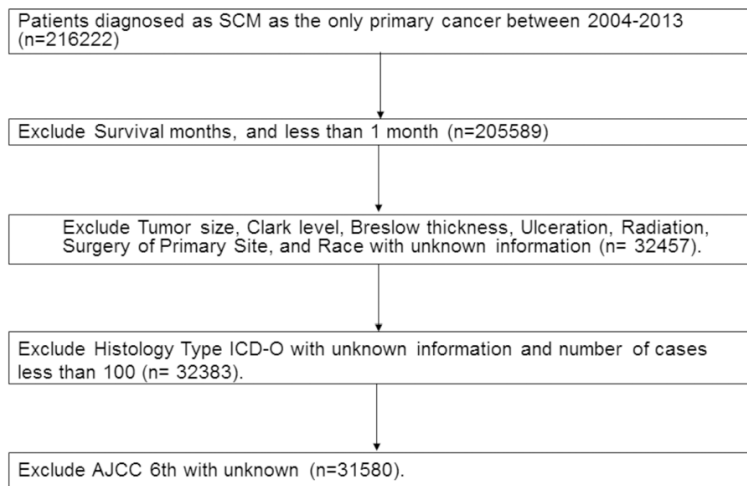 Patients diagnosed as SCM as the only primary cancer between 2004-2013
(n=216222)
Exclude Survival months, and less than 1 month (n=205589)
Exclude Tumor size, Clark level, Breslow thickness, Ulceration, Radiation,
Surgery of Primary Site, and Race with unknown information (n= 32457).
Exclude Histology Type ICD-O with unknown information and number of cases
less than 100 (n= 32383).
Exclude AJCC 6th with unknown (n=31580).